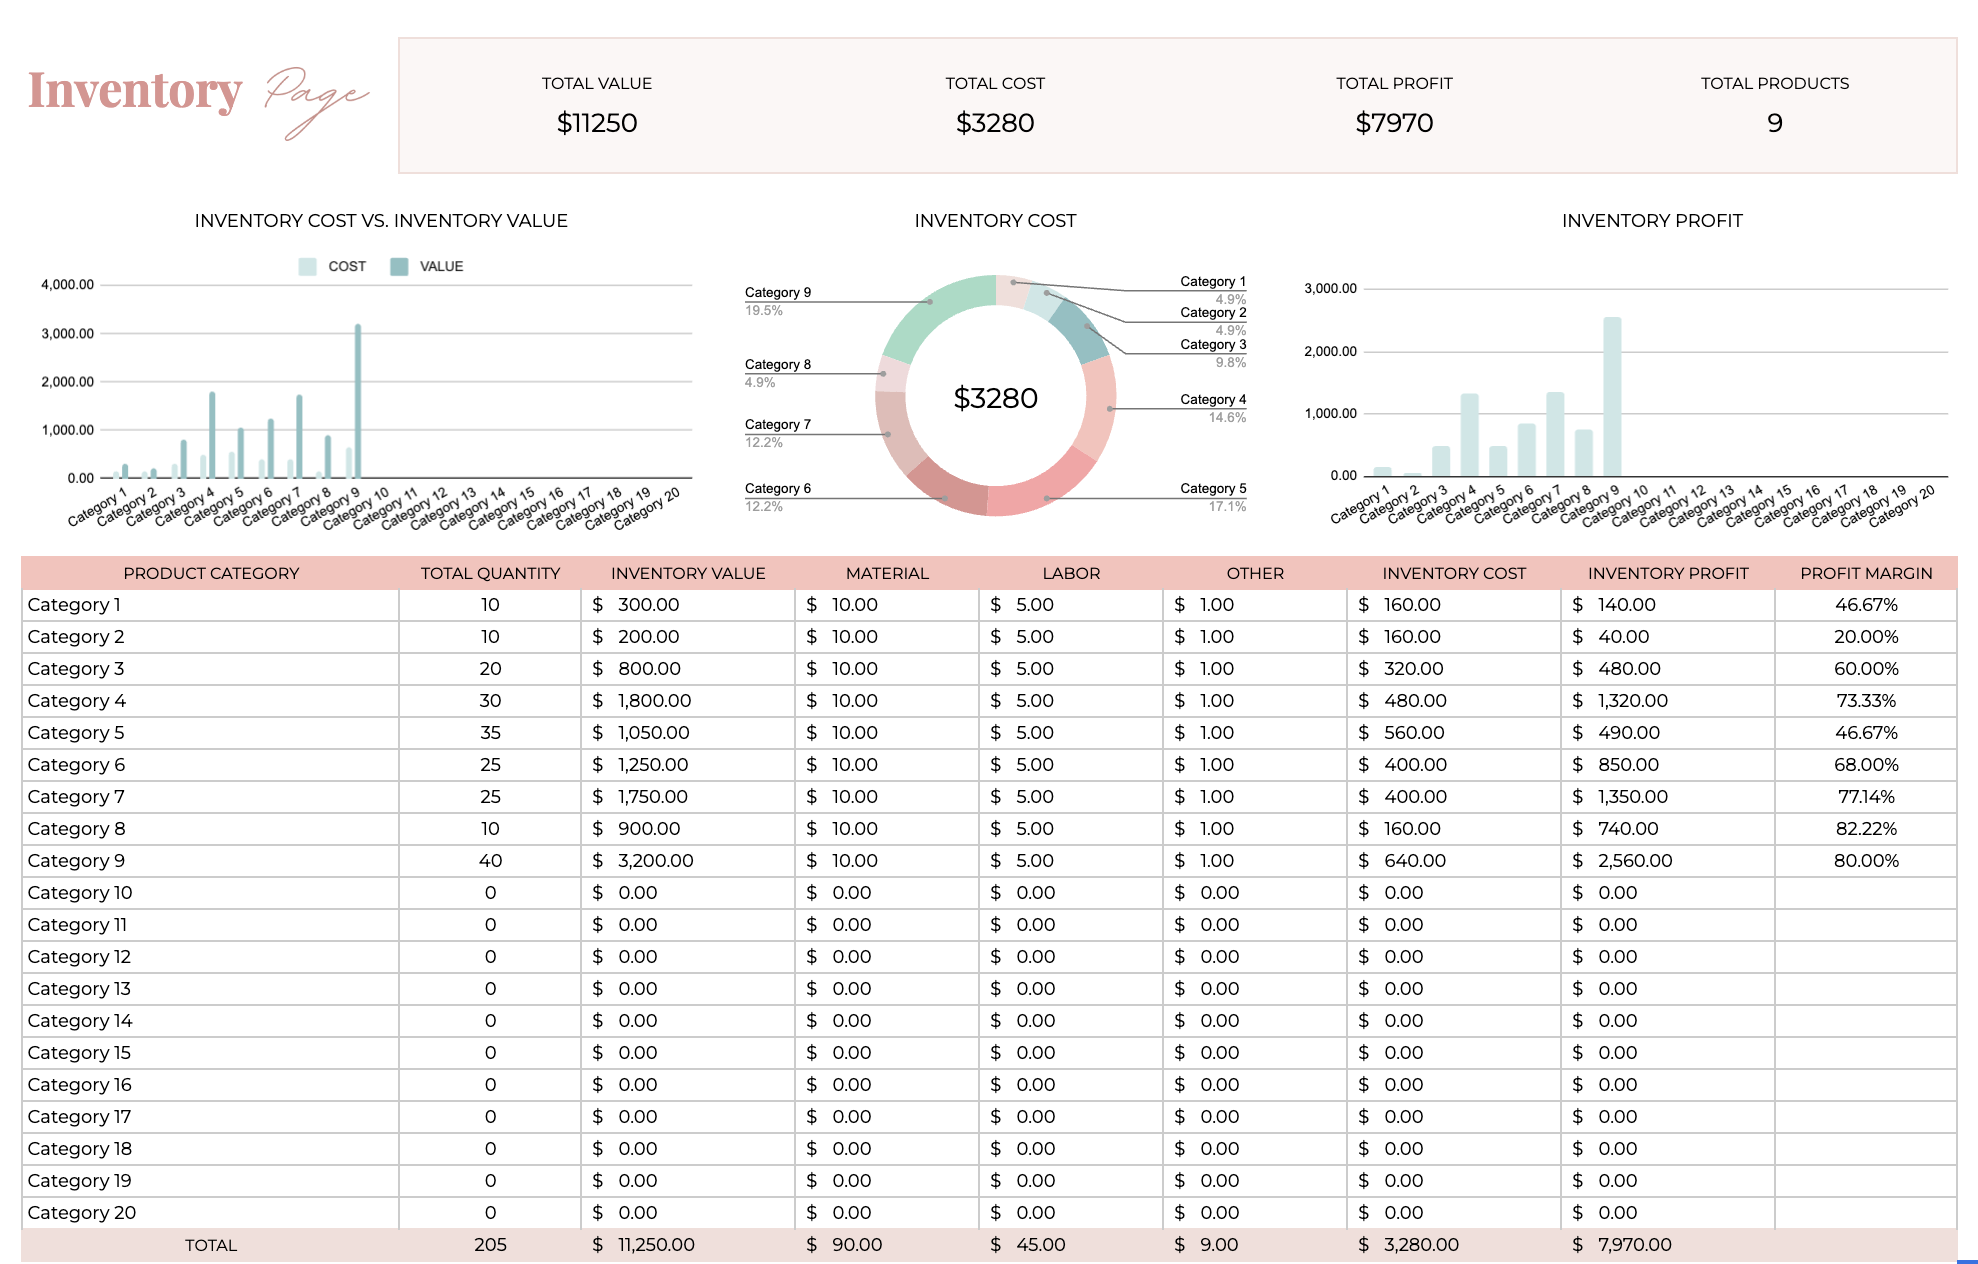 Inventory Page
TOTAL VALUE TOTAL COST TOTAL PROFIT TOTAL PRODUCTS
$11250 $3280 $7970 9
INVENTORY COST VS. INVENTORY VALUE
COST VALUE
4,000.00
3,000.00
2,000.00
1,000.00
0.00
Category 1 Category 2 Category 3 Category 4 Category 5 Category 6 Category 7 Category 8 Category 9 Category 10 Category 11 Category 12 Category 13 Category 14 Category 15 Category 16 Category 17 Category 18 Category 19 Category 20
INVENTORY COST
Category 9
19.5%
Category 8
4.9%
Category 7
12.2%
Category 6
12.2%
$3280
Category 1
4.9%
Category 2
4.9%
Category 3
9.8%
Category 4
14.6%
Category 5
17.1%
INVENTORY PROFIT
3,000.00
2,000.00
1,000.00
0.00
Category 1 Category 2 Category 3 Category 4 Category 5 Category 6 Category 7 Category 8 Category 9 Category 10 Category 11 Category 12 Category 13 Category 14 Category 15 Category 16 Category 17 Category 18 Category 19 Category 20
PRODUCT CATEGORY TOTAL QUANTITY INVENTORY VALUE MATERIAL LABOR OTHER INVENTORY COST INVENTORY PROFIT PROFIT MARGIN
Category 1 10 $ 300.00 $ 10.00 $ 5.00 $ 1.00 $ 160.00 $ 140.00 46.67%
Category 2 10 $ 200.00 $ 10.00 $ 5.00 $ 1.00 $ 160.00 $ 40.00 20.00%
Category 3 20 $ 800.00 $ 10.00 $ 5.00 $ 1.00 $ 320.00 $ 480.00 60.00%
Category 4 30 $ 1,800.00 $ 10.00 $ 5.00 $ 1.00 $ 480.00 $ 1,320.00 73.33%
Category 5 35 $ 1,050.00 $ 10.00 $ 5.00 $ 1.00 $ 560.00 $ 490.00 46.67%
Category 6 25 $ 1,250.00 $ 10.00 $ 5.00 $ 1.00 $ 400.00 $ 850.00 68.00%
Category 7 25 $ 1,750.00 $ 10.00 $ 5.00 $ 1.00 $ 400.00 $ 1,350.00 77.14%
Category 8 10 $ 900.00 $ 10.00 $ 5.00 $ 1.00 $ 160.00 $ 740.00 82.22%
Category 9 40 $ 3,200.00 $ 10.00 $ 5.00 $ 1.00 $ 640.00 $ 2,560.00 80.00%
Category 10 0 $ 0.00 $ 0.00 $ 0.00 $ 0.00 $ 0.00 $ 0.00
Category 11 0 $ 0.00 $ 0.00 $ 0.00 $ 0.00 $ 0.00 $ 0.00
Category 12 0 $ 0.00 $ 0.00 $ 0.00 $ 0.00 $ 0.00 $ 0.00
Category 13 0 $ 0.00 $ 0.00 $ 0.00 $ 0.00 $ 0.00 $ 0.00
Category 14 0 $ 0.00 $ 0.00 $ 0.00 $ 0.00 $ 0.00 $ 0.00
Category 15 0 $ 0.00 $ 0.00 $ 0.00 $ 0.00 $ 0.00 $ 0.00
Category 16 0 $ 0.00 $ 0.00 $ 0.00 $ 0.00 $ 0.00 $ 0.00
Category 17 0 $ 0.00 $ 0.00 $ 0.00 $ 0.00 $ 0.00 $ 0.00
Category 18 0 $ 0.00 $ 0.00 $ 0.00 $ 0.00 $ 0.00 $ 0.00
Category 19 0 $ 0.00 $ 0.00 $ 0.00 $ 0.00 $ 0.00 $ 0.00
Category 20 0 $ 0.00 $ 0.00 $ 0.00 $ 0.00 $ 0.00 $ 0.00
TOTAL 205 $ 11,250.00 $ 90.00 $ 45.00 $ 9.00 $ 3,280.00 $ 7,970.00